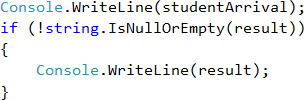 Console.WriteLine(studentArrival);
if (!string.IsNullOrEmpty(result))
{
    Console.WriteLine(result);
}